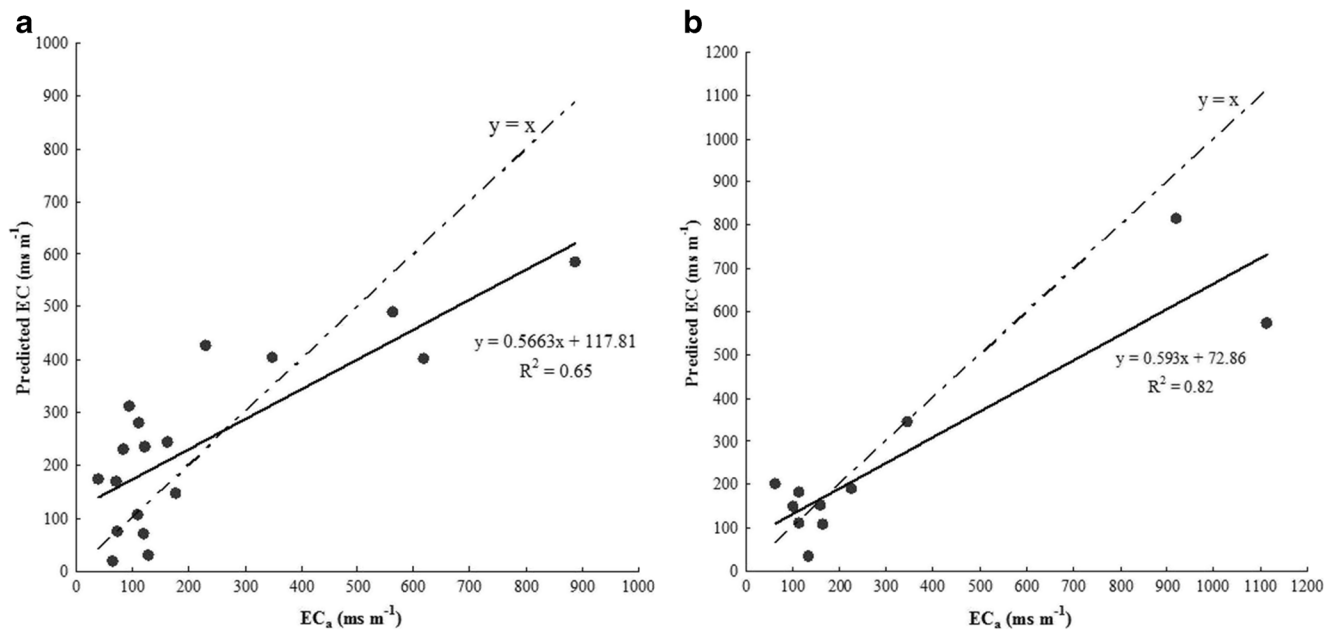 a
1000
900
800
700
600
500
400
300
200
100
0
Predicted EC (ms m⁻¹)
y = x
y = 0.5663x + 117.81
R² = 0.65
0 100 200 300 400 500 600 700 800 900 1000
ECₐ (ms m⁻¹)
b
1200
1100
1000
900
800
700
600
500
400
300
200
100
0
Prediced EC (ms m⁻¹)
y = x
y = 0.593x + 72.86
R² = 0.82
0 100 200 300 400 500 600 700 800 900 1000 1100 1200
ECₐ (ms m⁻¹)